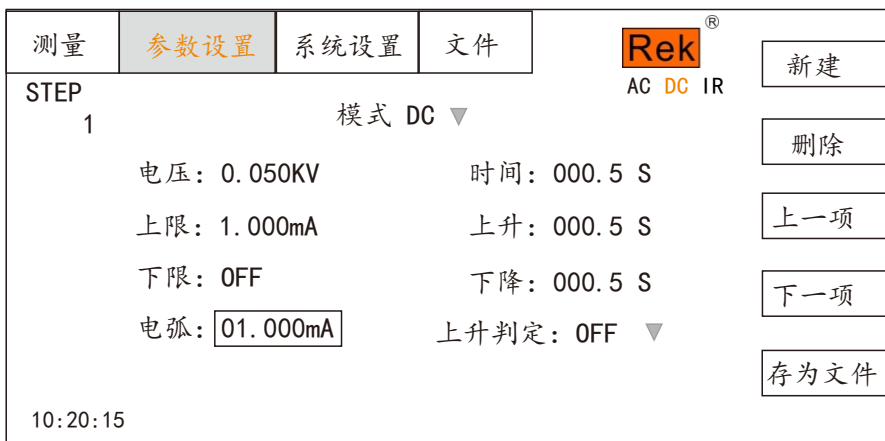 测量 参数设置 系统设置 文件
Rek®
AC DC IR
STEP
1
模式 DC ▼
电压: 0.050KV
时间: 000.5 S
上限: 1.000mA
上升: 000.5 S
下限: OFF
下降: 000.5 S
电弧: 01.000mA
上升判定: OFF ▼
10:20:15
新建
删除
上一项
下一项
存为文件